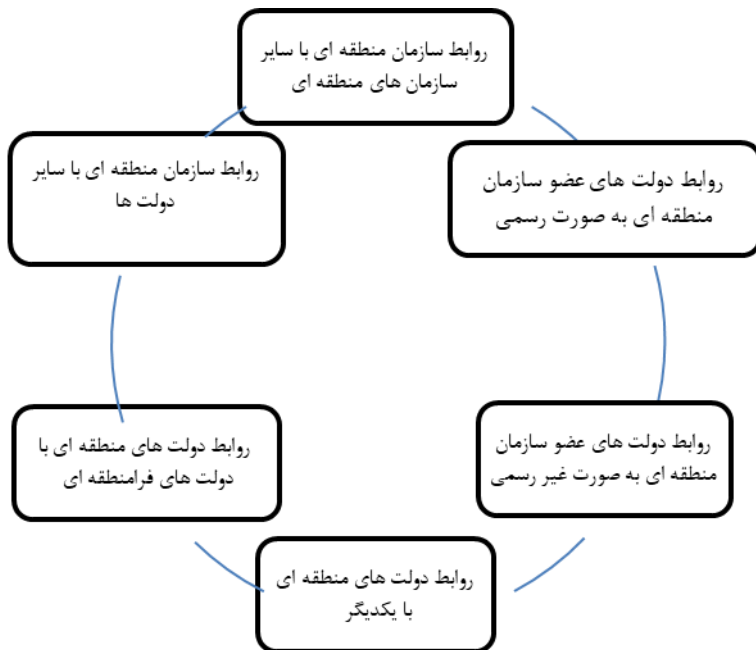 روابط سازمان منطقه ای با سایر
سازمان های منطقه ای
روابط دولت های عضو سازمان
منطقه ای به صورت رسمی
روابط دولت های عضو سازمان
منطقه ای به صورت غیر رسمی
روابط دولت های منطقه ای
با یکدیگر
روابط دولت های منطقه ای با
دولت های فرامنطقه ای
روابط سازمان منطقه ای با سایر
دولت ها